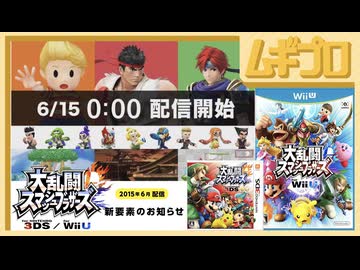 ムギプロ
6/15 0:00 配信開始
Wii U
大乱闘
スマッシュブラザーズ
for NINTENDO 3DS / for Wii U
2015年6月 配信
新要素のお知らせ
大乱闘
スマッシュブラザーズ
3DS
大乱闘
スマッシュブラザーズ
for
Wii U